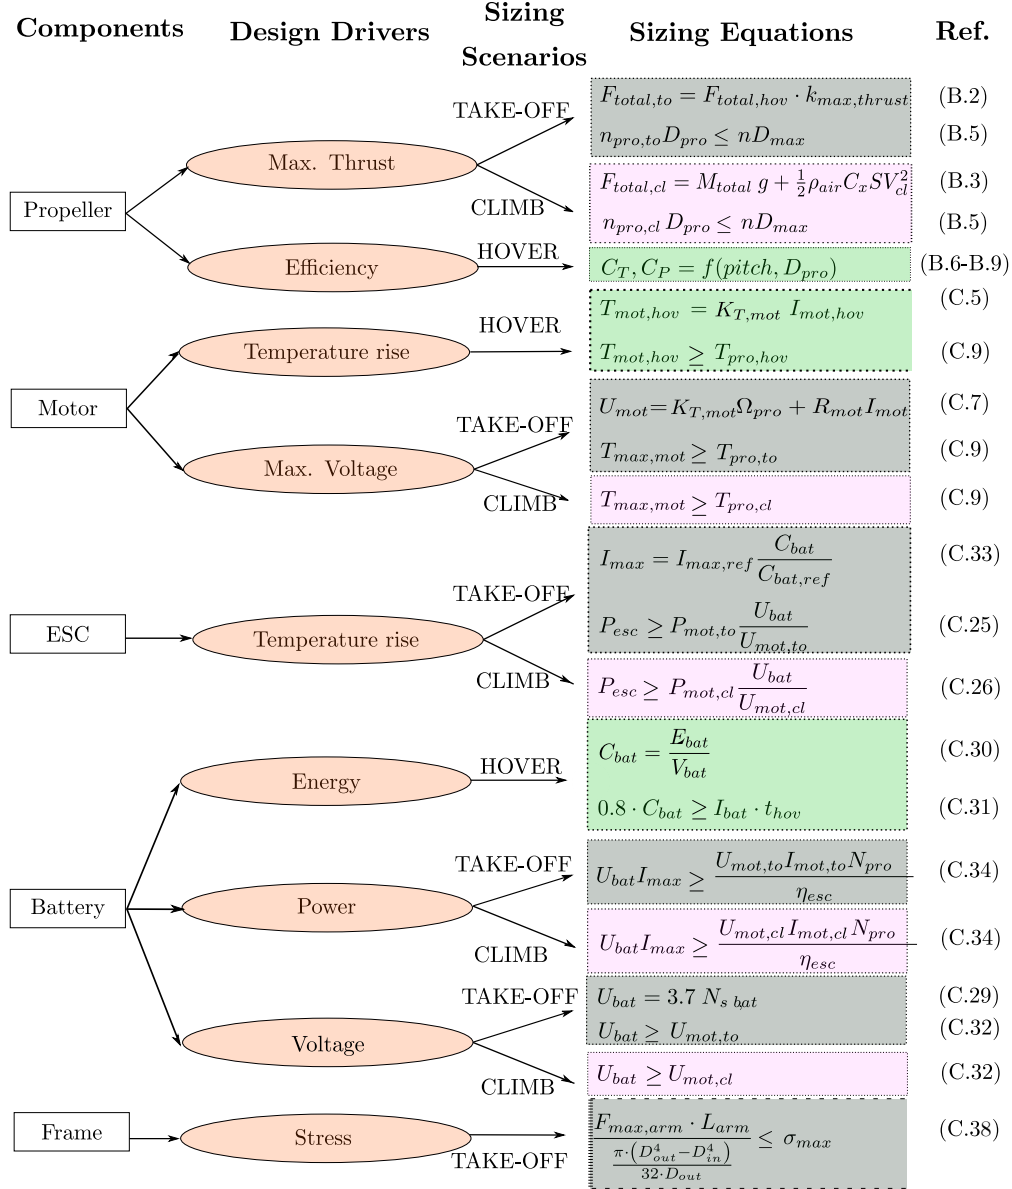 Components Design Drivers Sizing Scenarios Sizing Equations Ref.
TAKE-OFF F_{total,to} = F_{total,hov} · k_{max,thrust} (B.2)
n_{pro,to} D_{pro} ≤ nD_{max} (B.5)
Max. Thrust
F_{total,cl} = M_{total} g + \frac{1}{2} ρ_{air} C_x S V_{cl}^2 (B.3)
Propeller
CLIMB n_{pro,cl} D_{pro} ≤ nD_{max} (B.5)
HOVER
Efficiency C_T, C_P = f(pitch, D_{pro}) (B.6-B.9)
T_{mot,hov} = K_{T,mot} I_{mot,hov} (C.5)
HOVER
Temperature rise T_{mot,hov} ≥ T_{pro,hov} (C.9)
Motor
U_{mot} = K_{T,mot} Ω_{pro} + R_{mot} I_{mot} (C.7)
TAKE-OFF
T_{max,mot} ≥ T_{pro,to} (C.9)
Max. Voltage
CLIMB T_{max,mot} ≥ T_{pro,cl} (C.9)
I_{max} = I_{max,ref} \frac{C_{bat}}{C_{bat,ref}} (C.33)
TAKE-OFF
ESC Temperature rise P_{esc} ≥ P_{mot,to} \frac{U_{bat}}{U_{mot,to}} (C.25)
CLIMB P_{esc} ≥ P_{mot,cl} \frac{U_{bat}}{U_{mot,cl}} (C.26)
C_{bat} = \frac{E_{bat}}{V_{bat}} (C.30)
HOVER
Energy
0.8 · C_{bat} ≥ I_{bat} · t_{hov} (C.31)
TAKE-OFF U_{bat} I_{max} ≥ \frac{U_{mot,to} I_{mot,to} N_{pro}}{η_{esc}} (C.34)
Battery Power
CLIMB U_{bat} I_{max} ≥ \frac{U_{mot,cl} I_{mot,cl} N_{pro}}{η_{esc}} (C.34)
TAKE-OFF U_{bat} = 3.7 N_{s bat} (C.29)
U_{bat} ≥ U_{mot,to} (C.32)
Voltage
CLIMB U_{bat} ≥ U_{mot,cl} (C.32)
Frame Stress \frac{F_{max,arm} · L_{arm}}{\frac{π·(D_{out}^4 − D_{in}^4)}{32·D_{out}}} ≤ σ_{max} (C.38)
TAKE-OFF